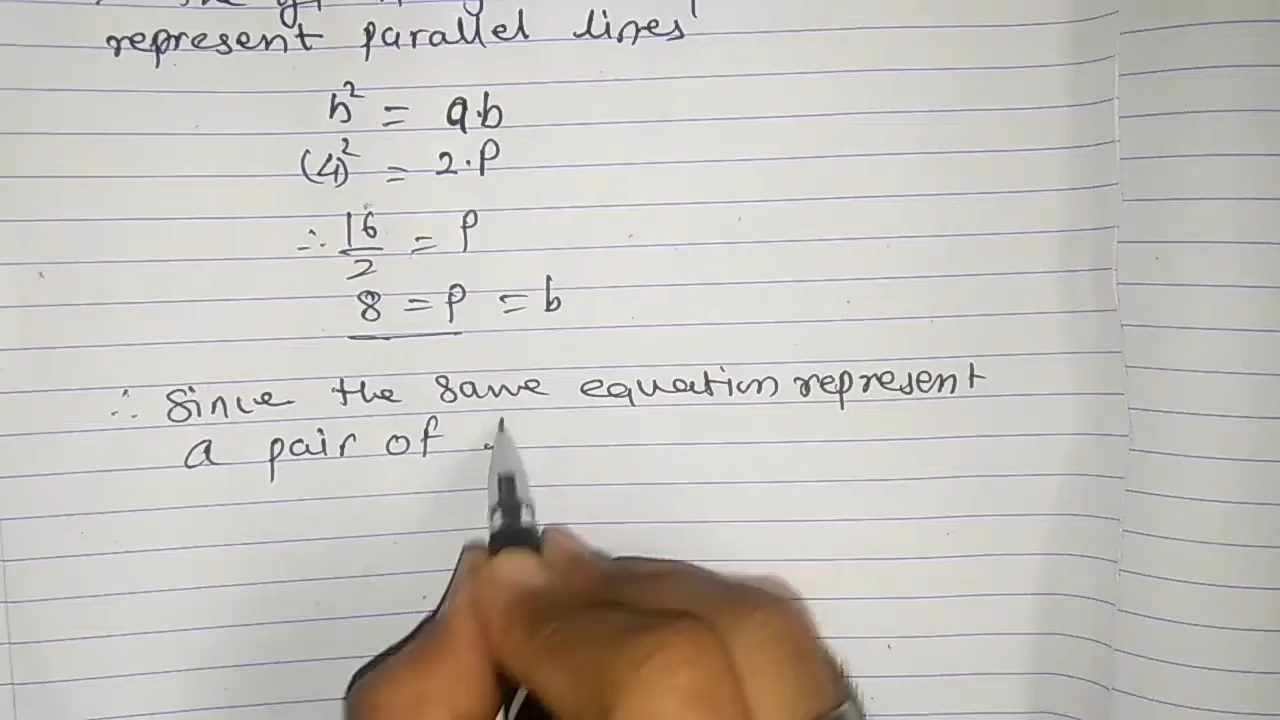 represent parallel lines
h² = a.b
(4)² = 2.p
∴ 16/2 = p
8 = p = b
∴ Since the same equation represent
a pair of